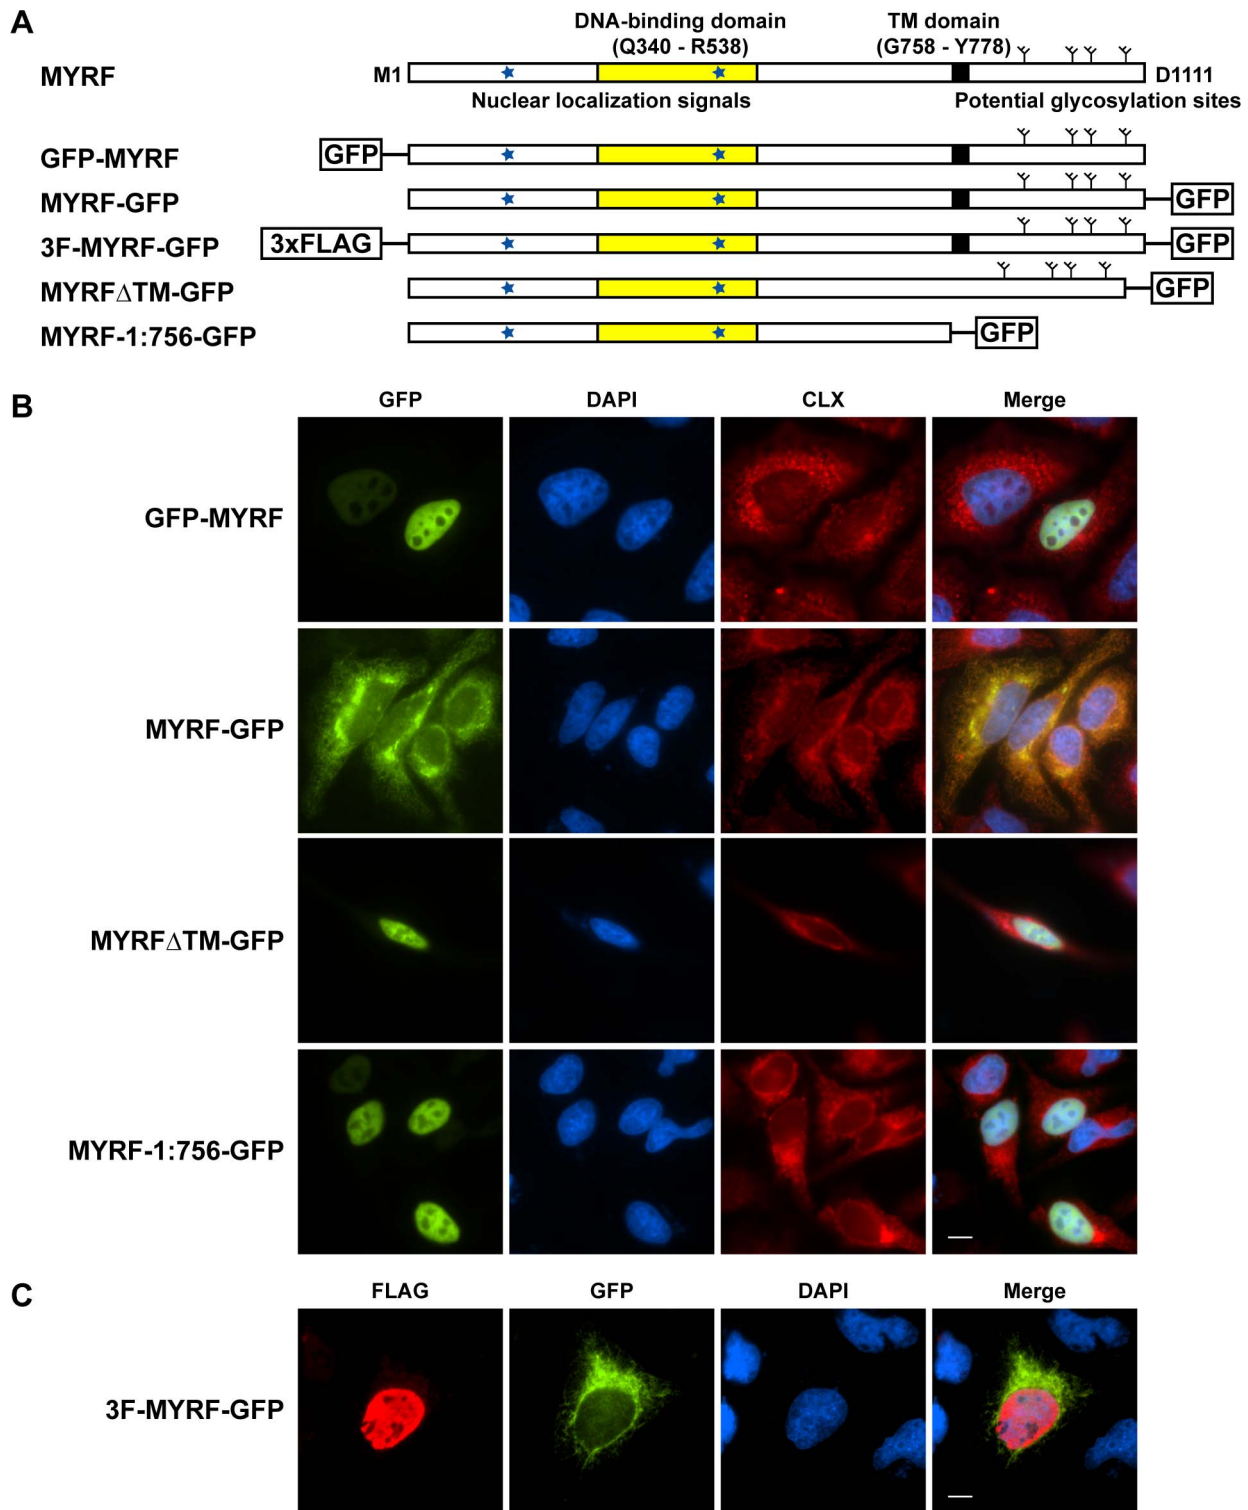 A
DNA-binding domain
(Q340 - R538)
TM domain
(G758 - Y778)
MYRF
M1
D1111
Nuclear localization signals
Potential glycosylation sites
GFP-MYRF
GFP
MYRF-GFP
GFP
3F-MYRF-GFP
3xFLAG
GFP
MYRFΔTM-GFP
GFP
MYRF-1:756-GFP
GFP
B
GFP
DAPI
CLX
Merge
GFP-MYRF
MYRF-GFP
MYRFΔTM-GFP
MYRF-1:756-GFP
C
FLAG
GFP
DAPI
Merge
3F-MYRF-GFP